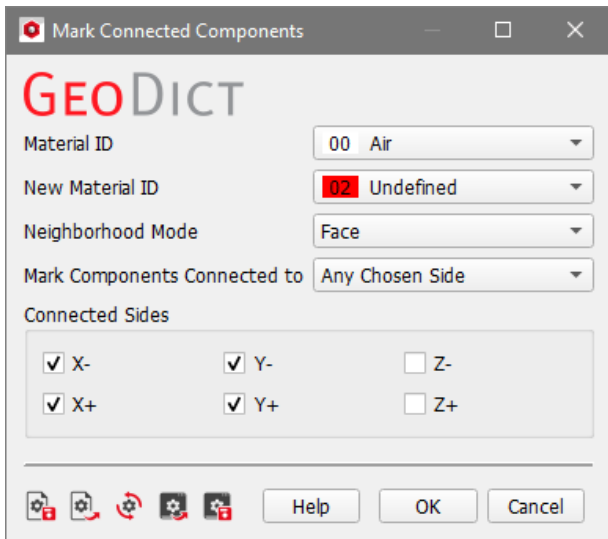 Mark Connected Components
GEODICT
Material ID 00 Air
New Material ID 02 Undefined
Neighborhood Mode Face
Mark Components Connected to Any Chosen Side
Connected Sides
X- Y- Z-
X+ Y+ Z+
Help OK Cancel